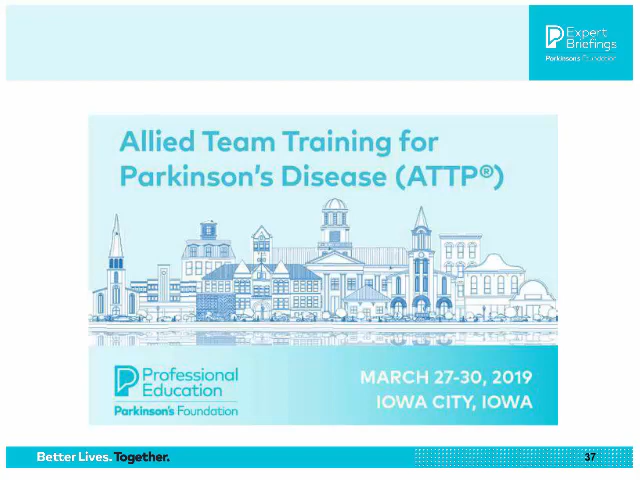 Expert
Briefings
Parkinson's Foundation
Allied Team Training for
Parkinson's Disease (ATTP®)
Professional
Education
Parkinson's Foundation
MARCH 27-30, 2019
IOWA CITY, IOWA
Better Lives. Together.
37